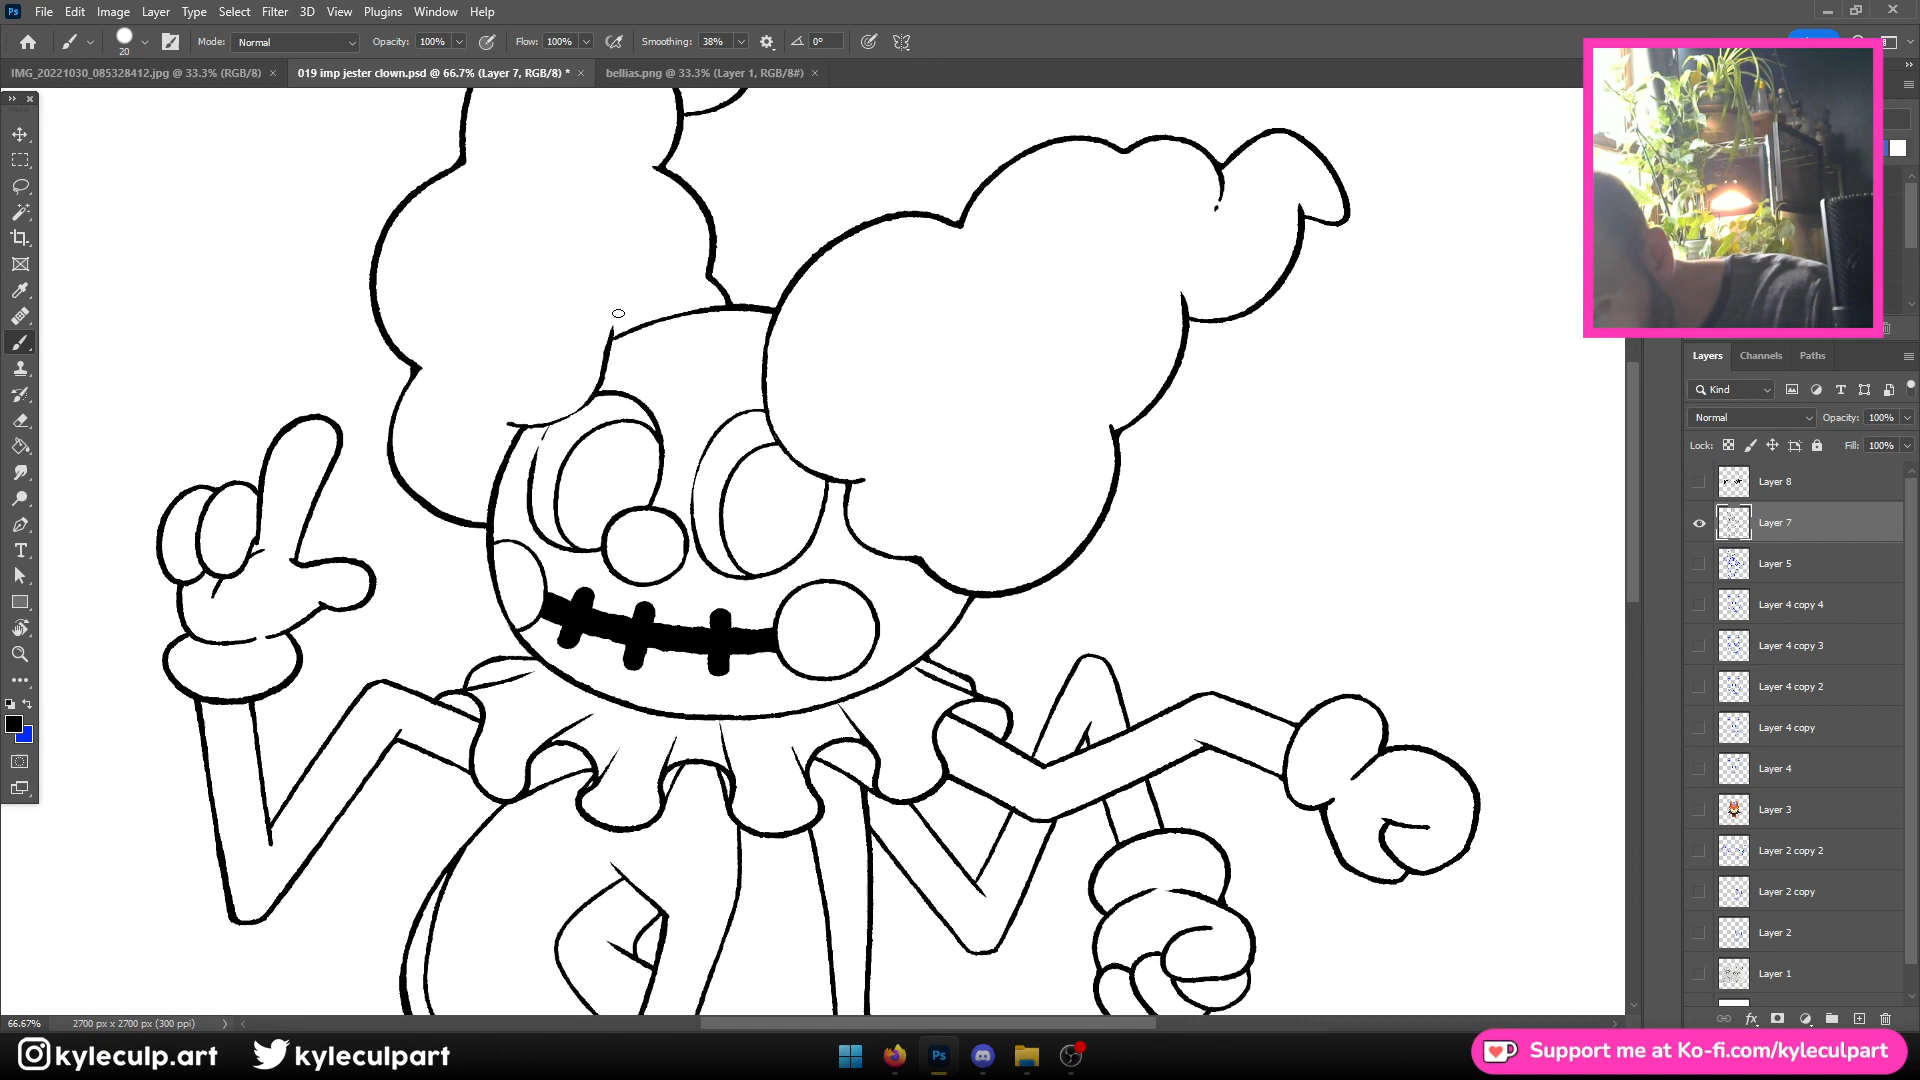 Ps File Edit Image Layer Type Select Filter 3D View Plugins Window Help
20 Mode: Normal Opacity: 100% Flow: 100% Smoothing: 38% 0°
IMG_20221030_085328412.jpg @ 33.3% (RGB/8) × 019 imp jester clown.psd @ 66.7% (Layer 7, RGB/8) * × bellias.png @ 33.3% (Layer 1, RGB/8#) ×
Layers Channels Paths
Kind
Normal Opacity: 100%
Lock: Fill: 100%
Layer 8
Layer 7
Layer 5
Layer 4 copy 4
Layer 4 copy 3
Layer 4 copy 2
Layer 4 copy
Layer 4
Layer 3
Layer 2 copy 2
Layer 2 copy
Layer 2
Layer 1
fx
66.67% 2700 px x 2700 px (300 ppi)
kyleculp.art kyleculpart
Ps
Support me at Ko-fi.com/kyleculpart